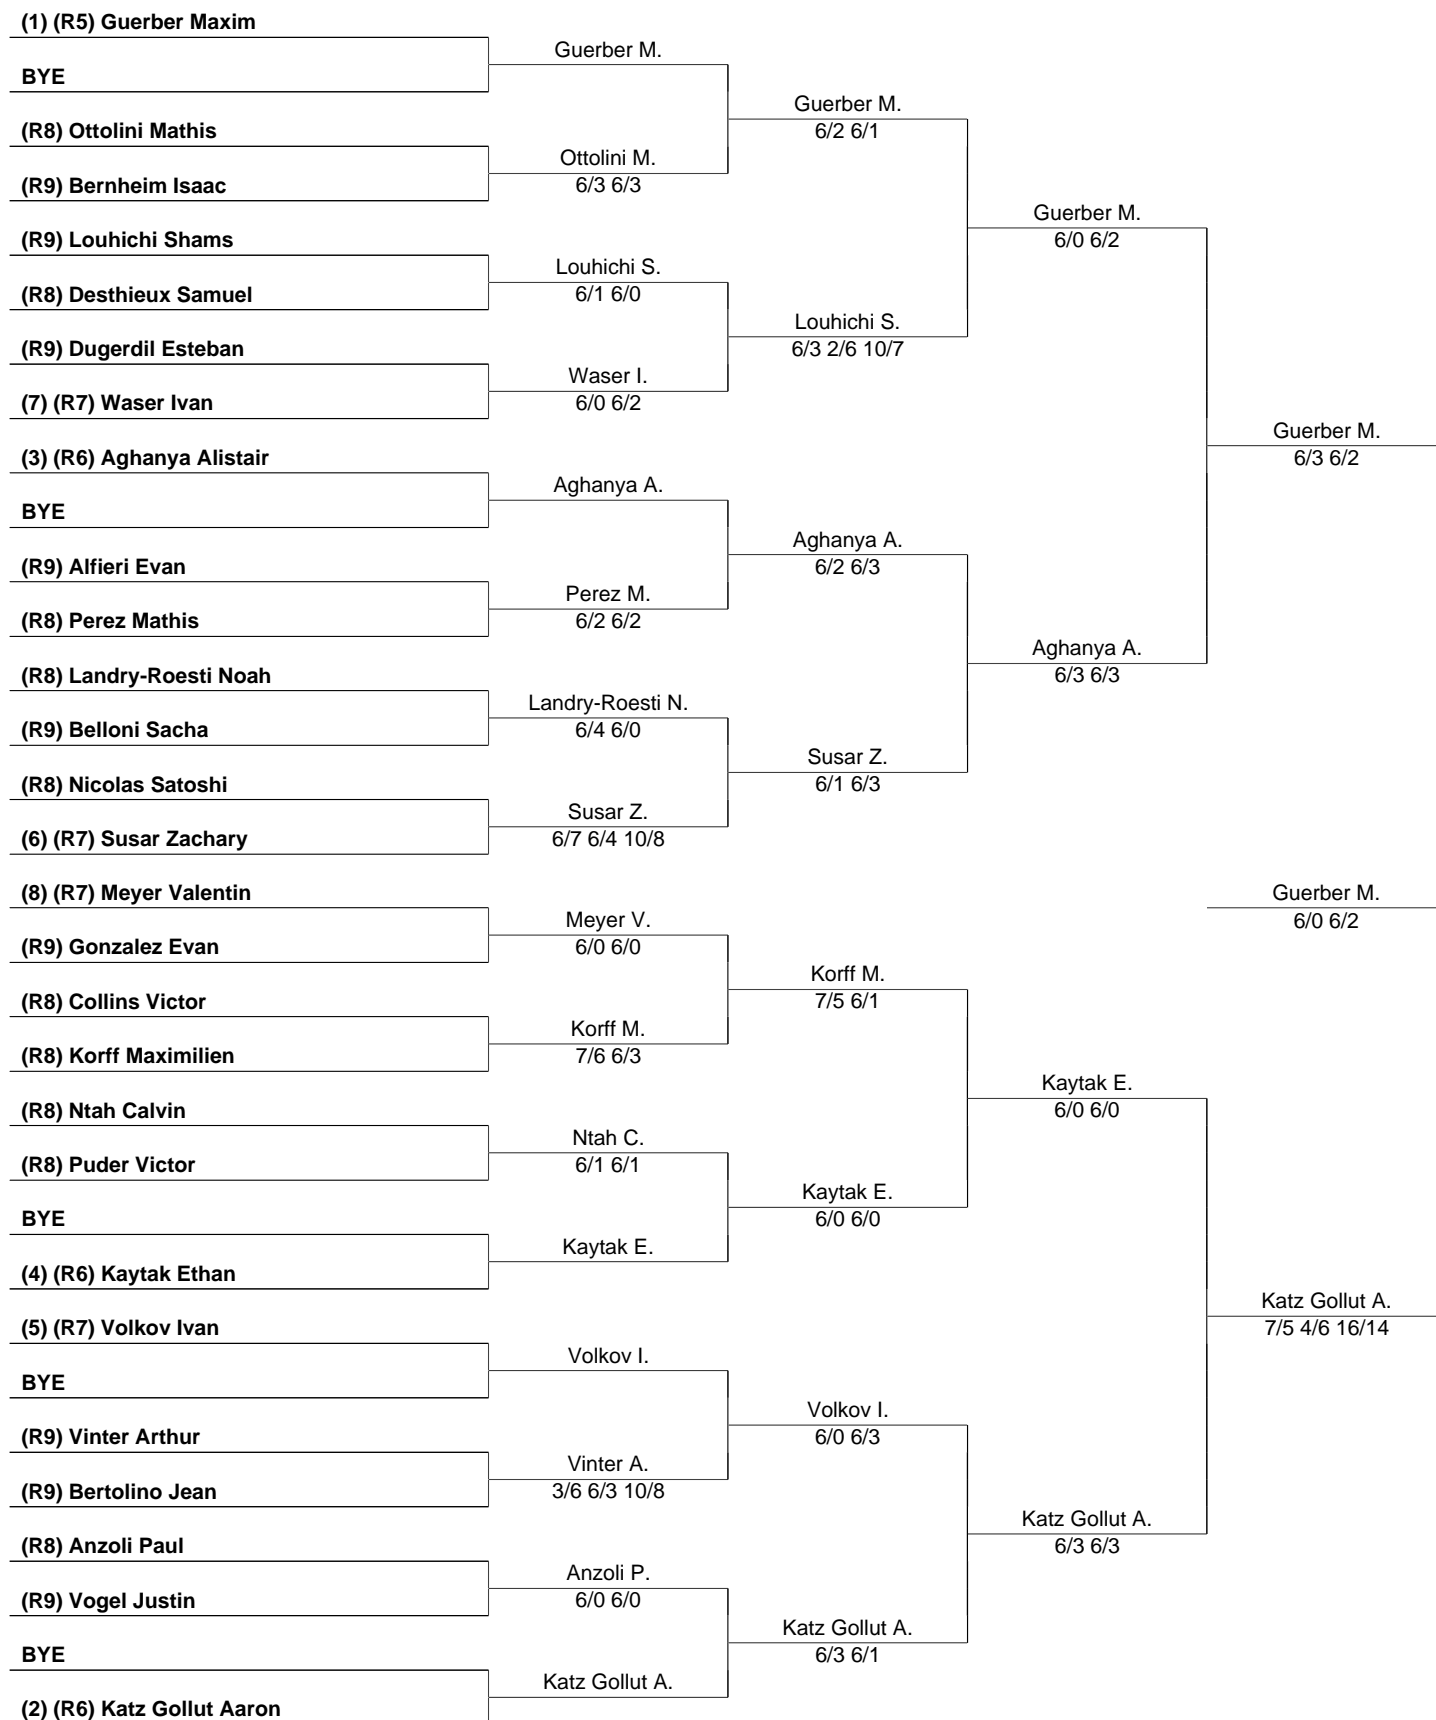 (1) (R5) Guerber Maxim
BYE
(R8) Ottolini Mathis
(R9) Bernheim Isaac
(R9) Louhichi Shams
(R8) Desthieux Samuel
(R9) Dugerdil Esteban
(7) (R7) Waser Ivan
(3) (R6) Aghanya Alistair
BYE
(R9) Alfieri Evan
(R8) Perez Mathis
(R8) Landry-Roesti Noah
(R9) Belloni Sacha
(R8) Nicolas Satoshi
(6) (R7) Susar Zachary
(8) (R7) Meyer Valentin
(R9) Gonzalez Evan
(R8) Collins Victor
(R8) Korff Maximilien
(R8) Ntah Calvin
(R8) Puder Victor
BYE
(4) (R6) Kaytak Ethan
(5) (R7) Volkov Ivan
BYE
(R9) Vinter Arthur
(R9) Bertolino Jean
(R8) Anzoli Paul
(R9) Vogel Justin
BYE
(2) (R6) Katz Gollut Aaron
Guerber M.
Ottolini M.
6/3 6/3
Louhichi S.
6/1 6/0
Waser I.
6/0 6/2
Aghanya A.
Perez M.
6/2 6/2
Landry-Roesti N.
6/4 6/0
Susar Z.
6/7 6/4 10/8
Meyer V.
6/0 6/0
Korff M.
7/6 6/3
Ntah C.
6/1 6/1
Kaytak E.
Volkov I.
Vinter A.
3/6 6/3 10/8
Anzoli P.
6/0 6/0
Katz Gollut A.
Guerber M.
6/2 6/1
Louhichi S.
6/3 2/6 10/7
Aghanya A.
6/2 6/3
Susar Z.
6/1 6/3
Korff M.
7/5 6/1
Kaytak E.
6/0 6/0
Volkov I.
6/0 6/3
Katz Gollut A.
6/3 6/1
Guerber M.
6/0 6/2
Aghanya A.
6/3 6/3
Kaytak E.
6/0 6/0
Katz Gollut A.
6/3 6/3
Guerber M.
6/3 6/2
Guerber M.
6/0 6/2
Katz Gollut A.
7/5 4/6 16/14